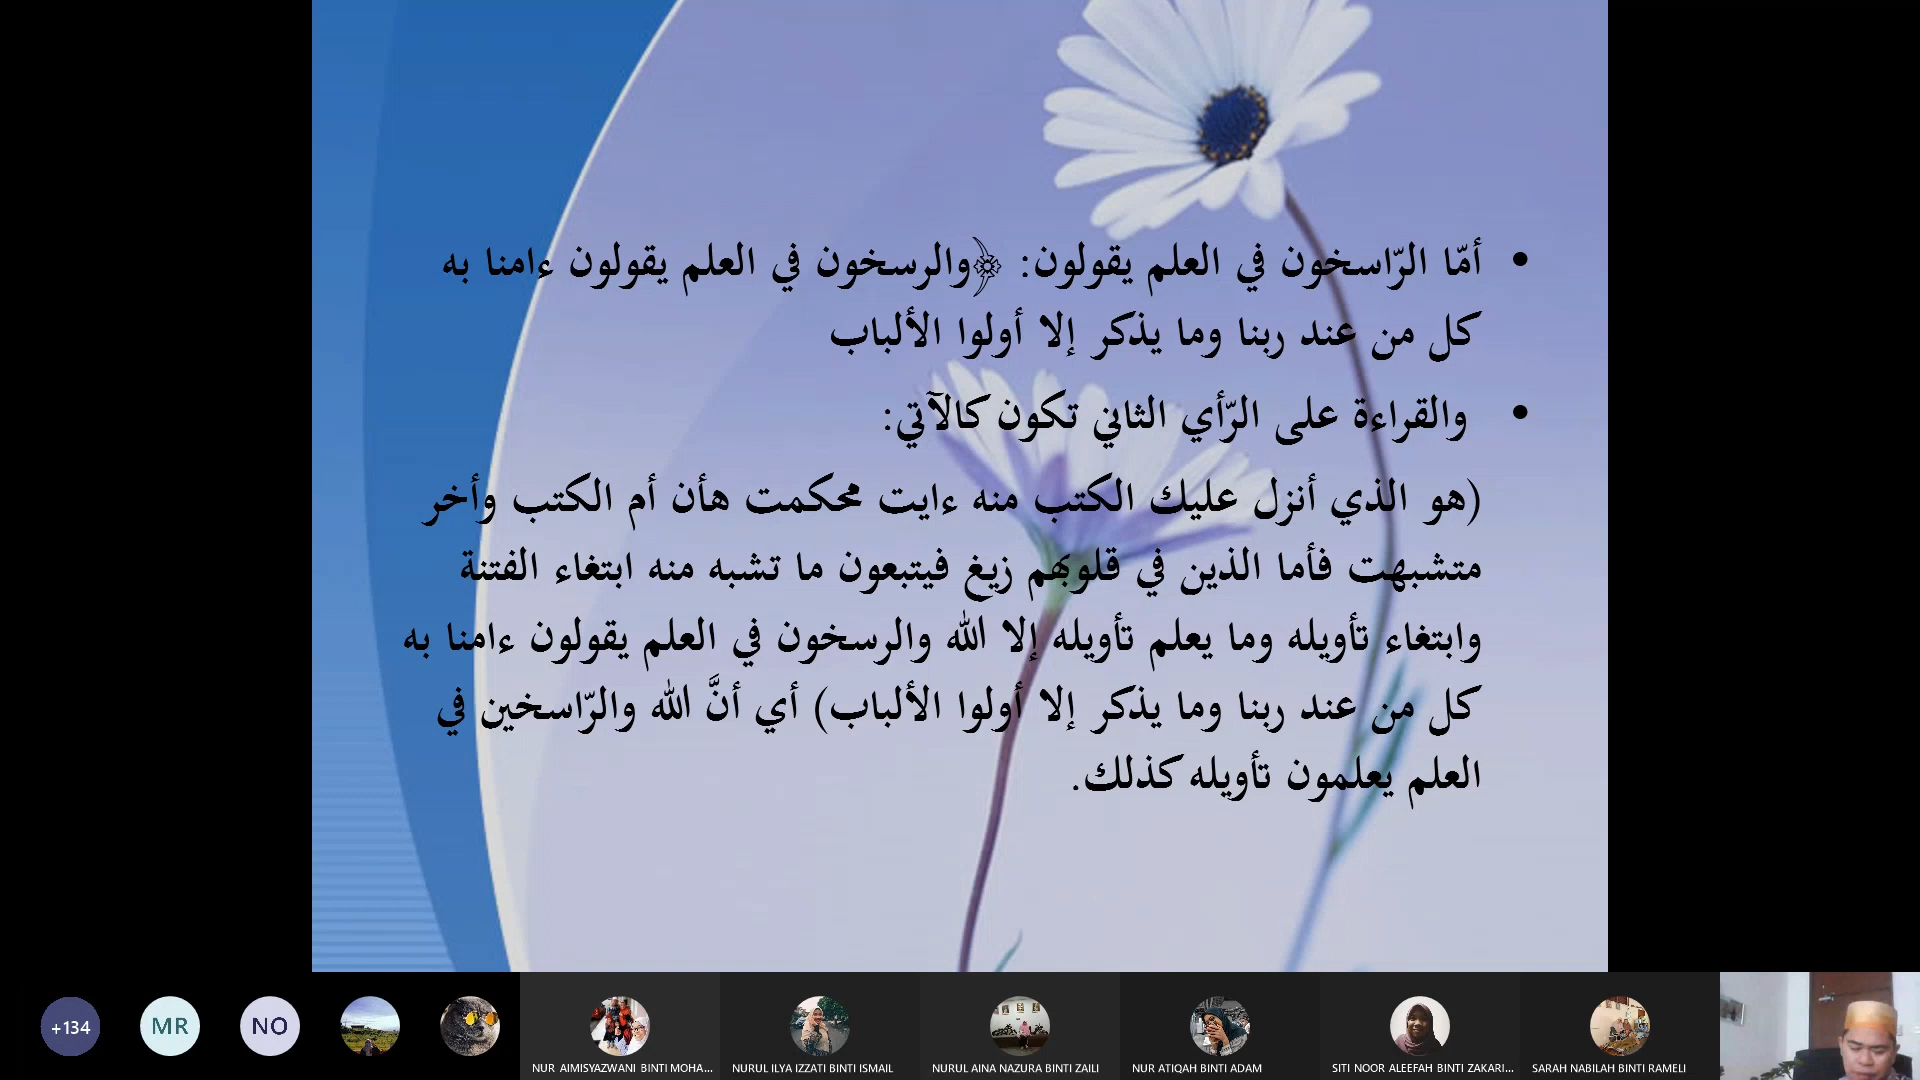 • أمّا الرّاسخون في العلم يقولون: ﴿والرسخون في العلم يقولون ءامنا به
كل من عند ربنا وما يذكر إلا أولوا الألباب
• والقراءة على الرّأي الثاني تكون كالآتي:
(هو الذي أنزل عليك الكتب منه ءايت محكمت هأن أم الكتب وأخر
متشبهت فأما الذين في قلوبهم زيغ فيتبعون ما تشبه منه ابتغاء الفتنة
وابتغاء تأويله وما يعلم تأويله إلا الله والرسخون في العلم يقولون ءامنا به
كل من عند ربنا وما يذكر إلا أولوا الألباب) أي أنَّ الله والرّاسخين في
العلم يعلمون تأويله كذلك.
+134
MR
NO
NUR AIMISYAZWANI BINTI MOHA...
NURUL ILYA IZZATI BINTI ISMAIL
NURUL AINA NAZURA BINTI ZAILI
NUR ATIQAH BINTI ADAM
SITI NOOR ALEEFAH BINTI ZAKARI...
SARAH NABILAH BINTI RAMELI